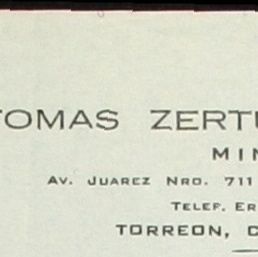 TOMAS ZERTU
MIN
AV. JUAREZ NRO. 711
TELEF. ER
TORREON, C